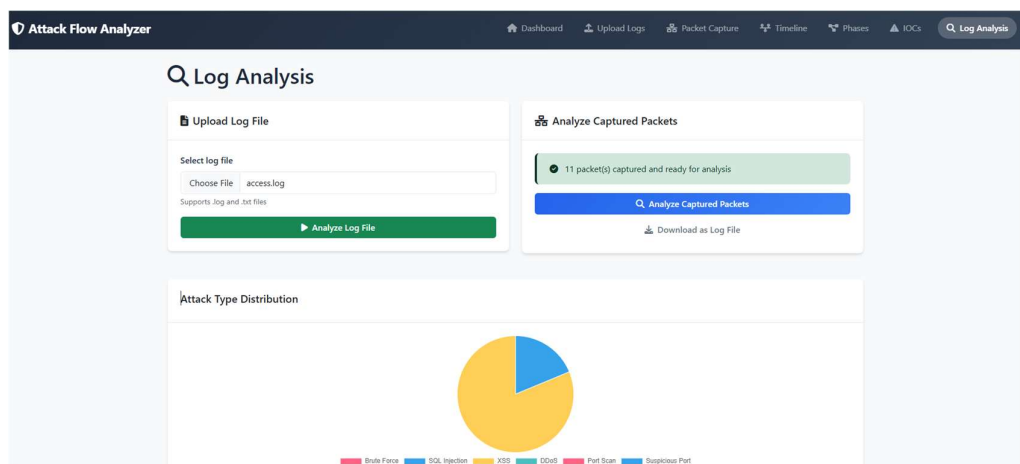 Attack Flow Analyzer
Dashboard
Upload Logs
Packet Capture
Timeline
Phases
IOCs
Log Analysis
Log Analysis
Upload Log File
Select log file
Choose File access.log
Supports .log and .txt files
Analyze Log File
Analyze Captured Packets
11 packet(s) captured and ready for analysis
Analyze Captured Packets
Download as Log File
Attack Type Distribution
Brute Force SQL Injection XSS DDoS Port Scan Suspicious Port